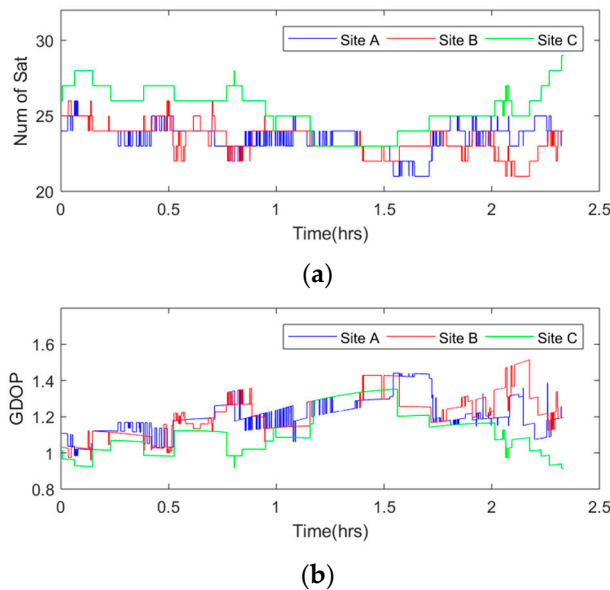 (a)
Num of Sat
30
25
20
Site A Site B Site C
0 0.5 1 1.5 2 2.5
Time(hrs)
(a)
(b)
GDOP
1.6
1.4
1.2
1
0.8
Site A Site B Site C
0 0.5 1 1.5 2 2.5
Time(hrs)
(b)